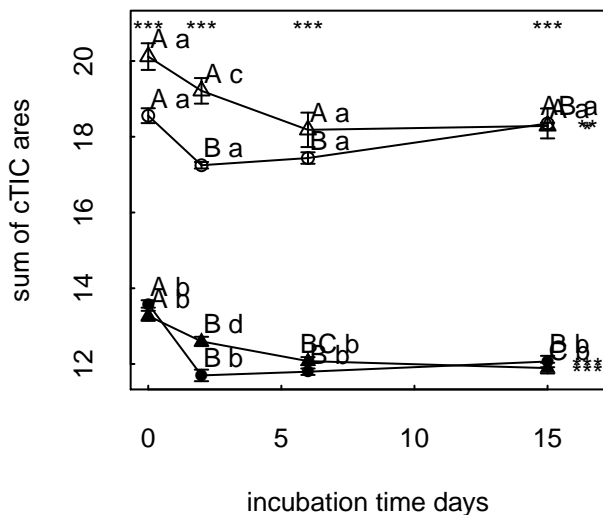 *** *** *** ***
A a
A c
A a
A B a
A a
A a
B a
B a
**
A b
A b
B d
B b
BC b
B b
B b
C b
***
***
sum of cTIC ares
20
18
16
14
12
0 5 10 15
incubation time days